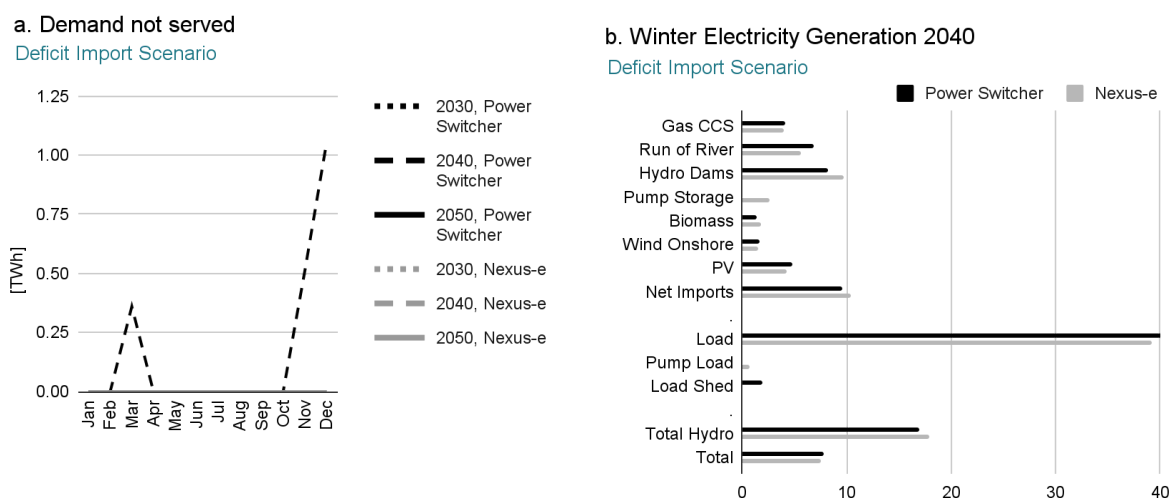 a. Demand not served
Deficit Import Scenario
1.25
1.00
0.75
0.50
0.25
0.00
[TWh]
Jan
Feb
Mar
Apr
May
Jun
Jul
Aug
Sep
Oct
Nov
Dec
2030, Power
Switcher
2040, Power
Switcher
2050, Power
Switcher
2030, Nexus-e
2040, Nexus-e
2050, Nexus-e
b. Winter Electricity Generation 2040
Deficit Import Scenario
Power Switcher
Nexus-e
Gas CCS
Run of River
Hydro Dams
Pump Storage
Biomass
Wind Onshore
PV
Net Imports
.
Load
Pump Load
Load Shed
.
Total Hydro
Total
0
10
20
30
40